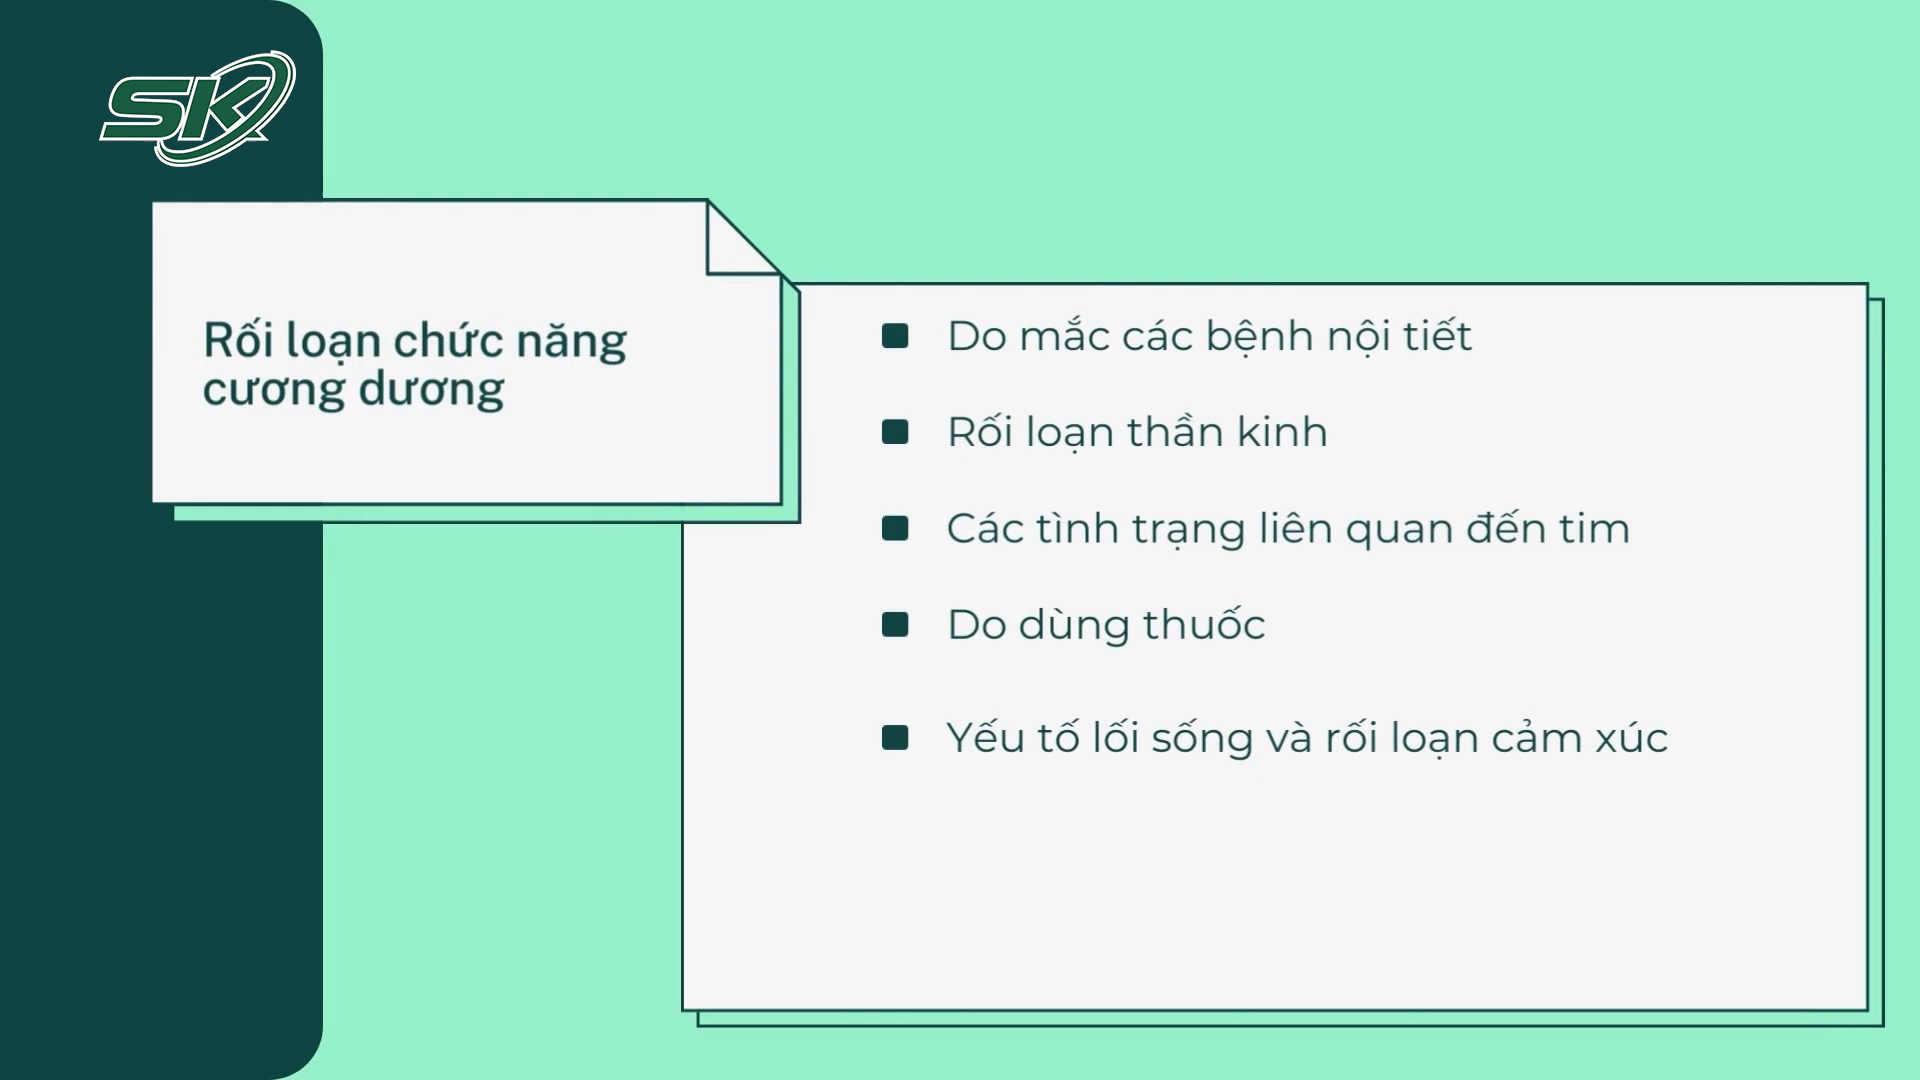 SK
Rối loạn chức năng
cương dương
Do mắc các bệnh nội tiết
Rối loạn thần kinh
Các tình trạng liên quan đến tim
Do dùng thuốc
Yếu tố lối sống và rối loạn cảm xúc